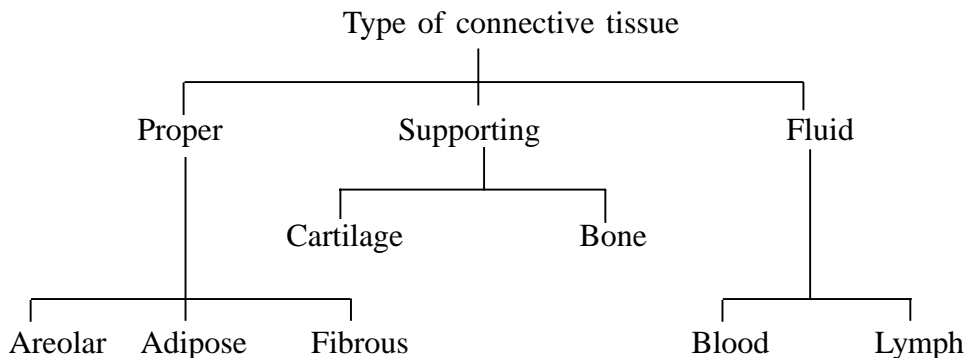 Type of connective tissue
Proper Supporting Fluid
Cartilage Bone
Areolar Adipose Fibrous Blood Lymph